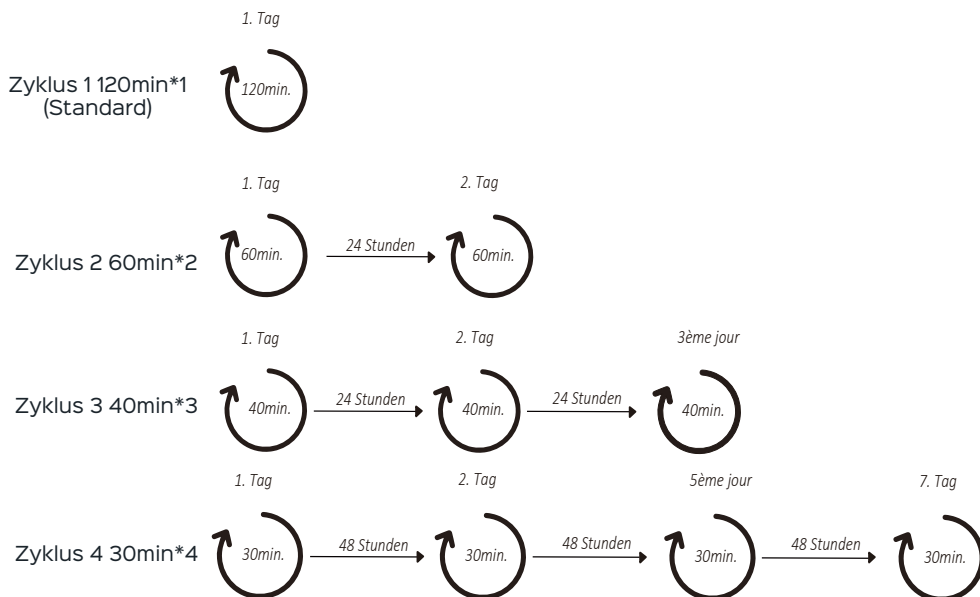 1. Tag
Zyklus 1 120min*1
(Standard)
120min.
1. Tag
2. Tag
Zyklus 2 60min*2
60min.
24 Stunden
60min.
1. Tag
2. Tag
3ème jour
Zyklus 3 40min*3
40min.
24 Stunden
40min.
24 Stunden
40min.
1. Tag
2. Tag
5ème jour
7. Tag
Zyklus 4 30min*4
30min.
48 Stunden
30min.
48 Stunden
30min.
48 Stunden
30min.